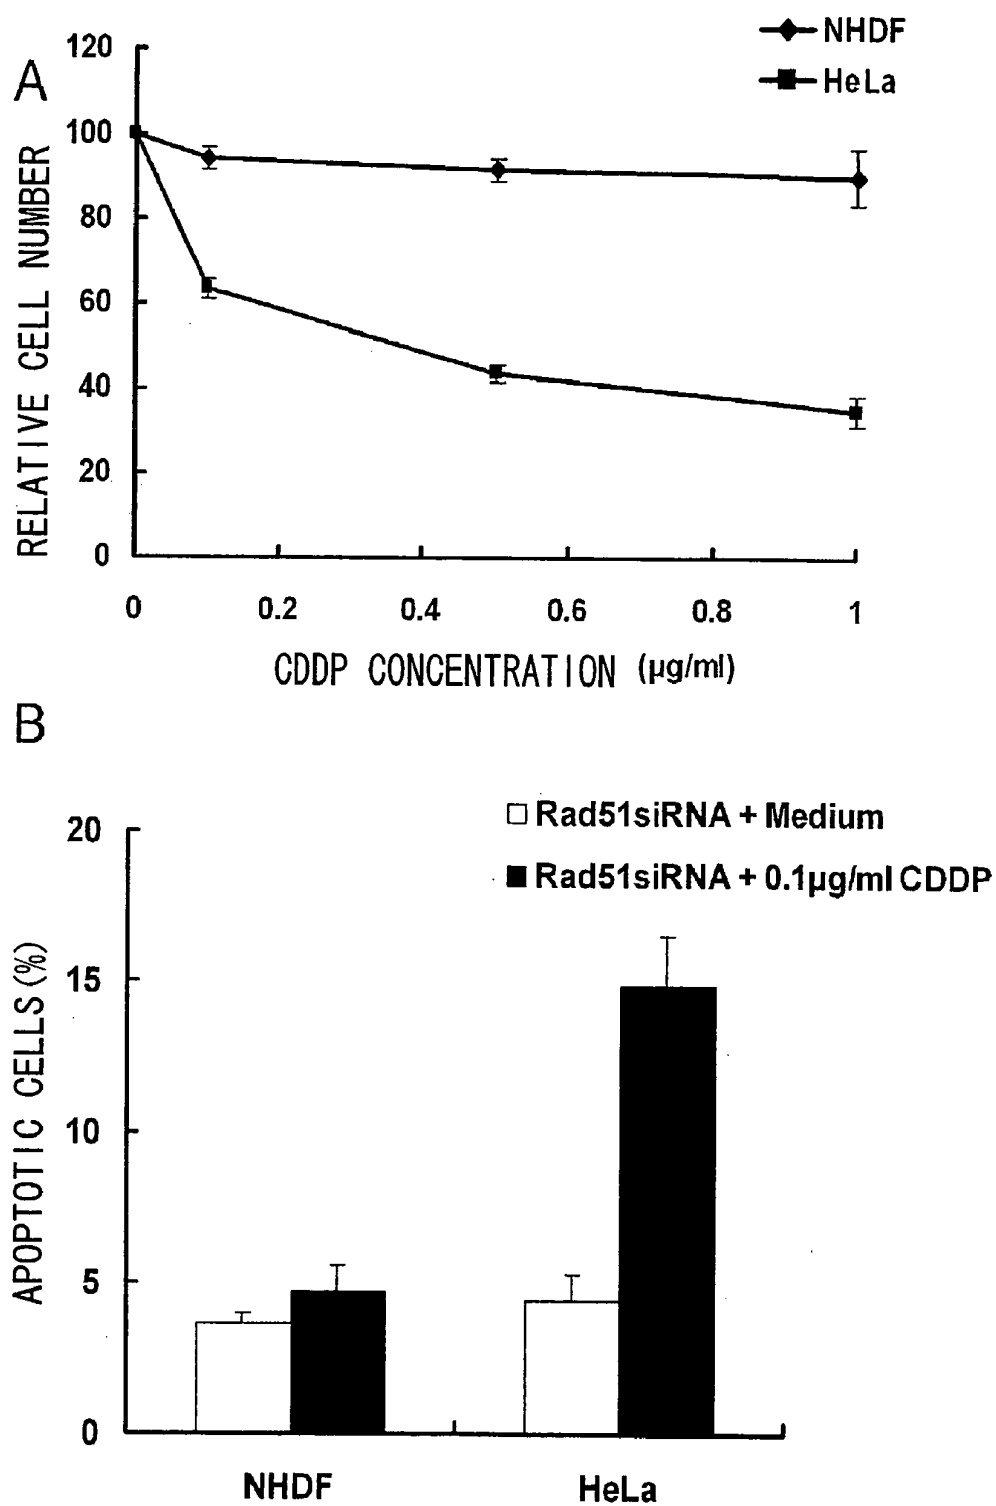 A
NHDF
HeLa
120
100
80
60
40
20
0
RELATIVE CELL NUMBER
0 0.2 0.4 0.6 0.8 1
CDDP CONCENTRATION (µg/ml)
B
Rad51siRNA + Medium
Rad51siRNA + 0.1µg/ml CDDP
20
15
10
5
0
APOPTOTIC CELLS(%)
NHDF HeLa